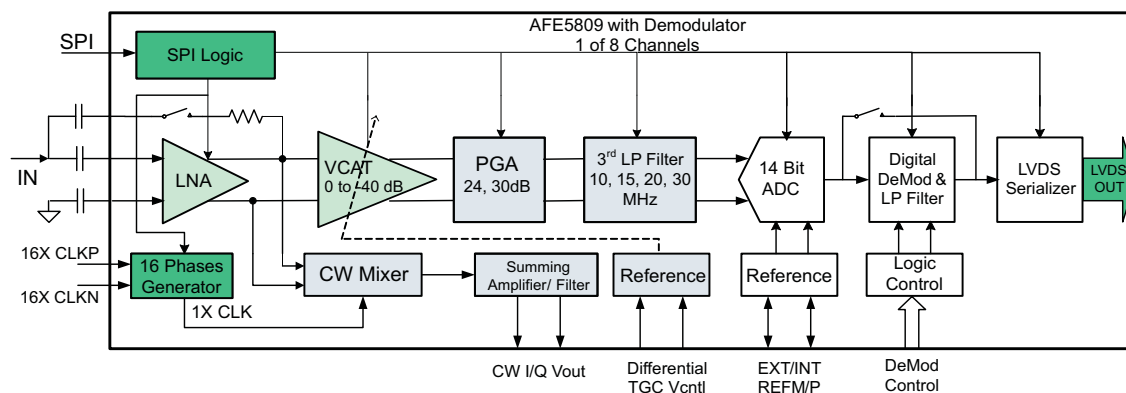 AFE5809 with Demodulator
1 of 8 Channels
SPI
SPI Logic
IN
LNA
VCAT
0 to -40 dB
PGA
24, 30dB
3rd LP Filter
10, 15, 20, 30
MHz
14 Bit
ADC
Digital
DeMod &
LP Filter
LVDS
Serializer
LVDS
OUT
16X CLKP
16X CLKN
16 Phases
Generator
1X CLK
CW Mixer
Summing
Amplifier/ Filter
Reference
Reference
Logic
Control
CW I/Q Vout
Differential
TGC Vcntl
EXT/INT
REFM/P
DeMod
Control